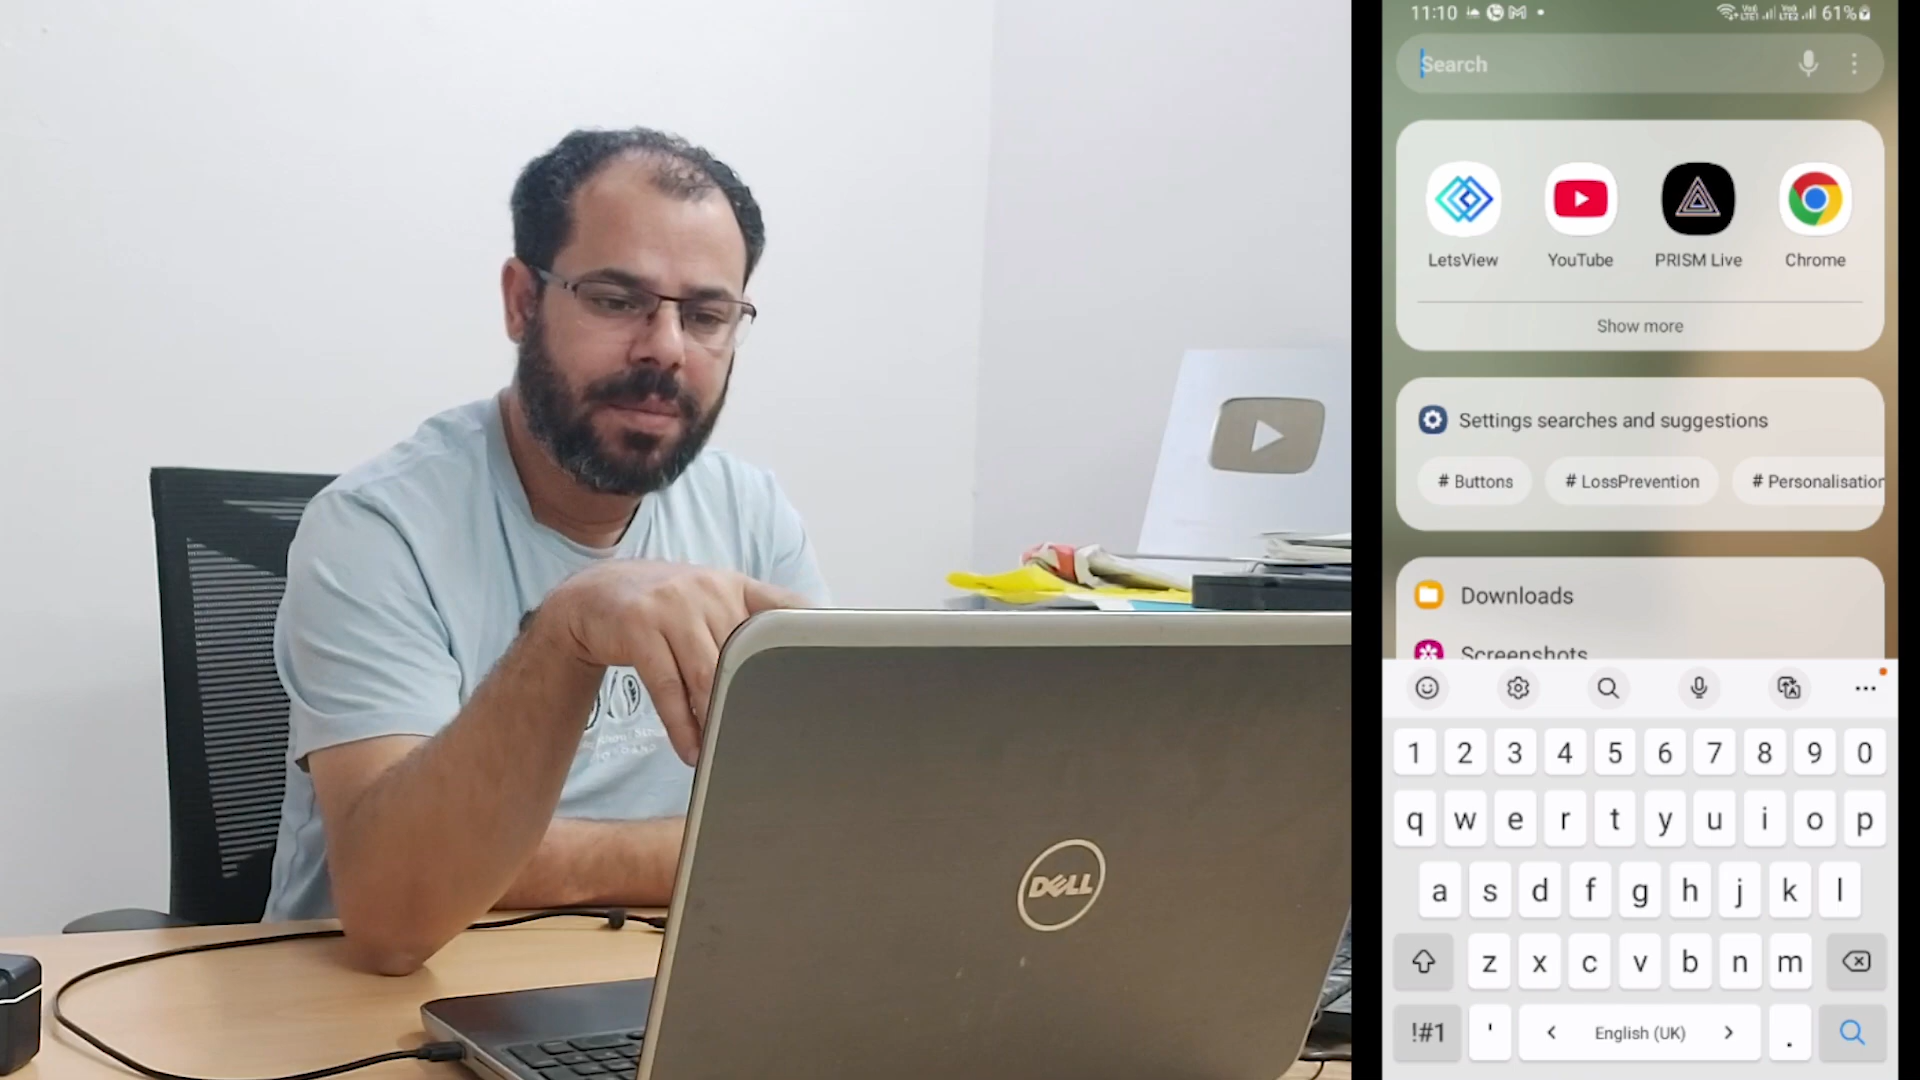 11:10
61%
Search
LetsView
YouTube
PRISM Live
Chrome
Show more
Settings searches and suggestions
# Buttons
# LossPrevention
# Personalisation
Downloads
Screenshots
1 2 3 4 5 6 7 8 9 0
q w e r t y u i o p
a s d f g h j k l
z x c v b n m
!#1 ' < English (UK) > .
DELL